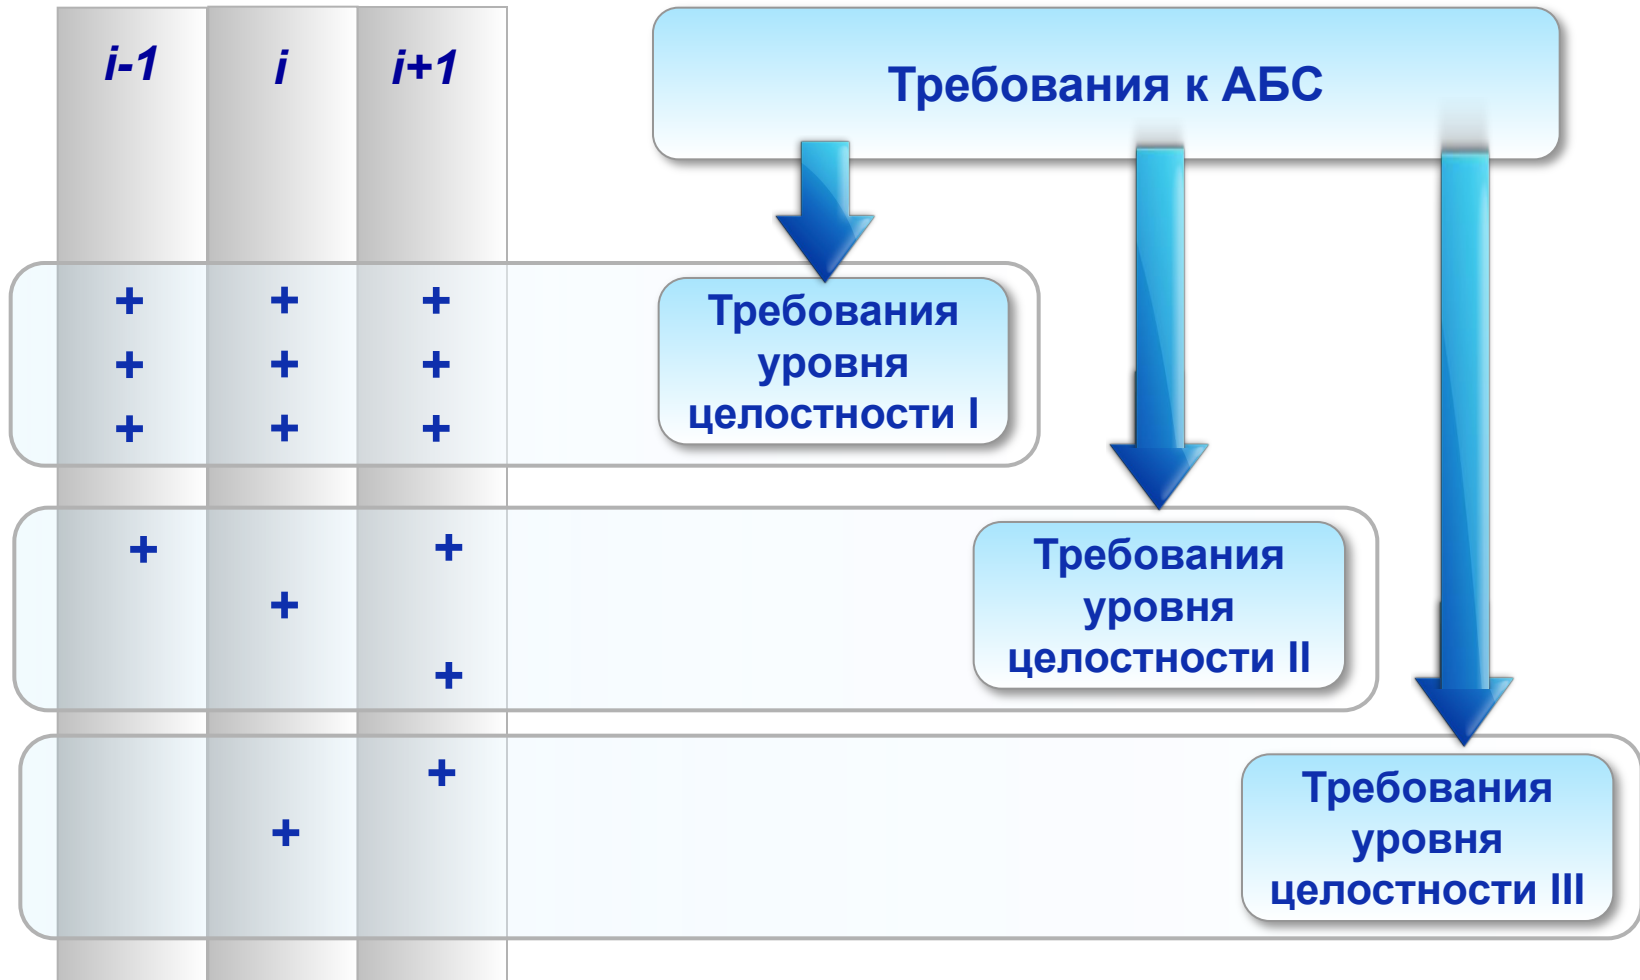 i-1 i i+1
Требования к АБС
+ + +
+ + +
+ + +
Требования
уровня
целостности I
+ +
+
+
Требования
уровня
целостности II
+
+
Требования
уровня
целостности III